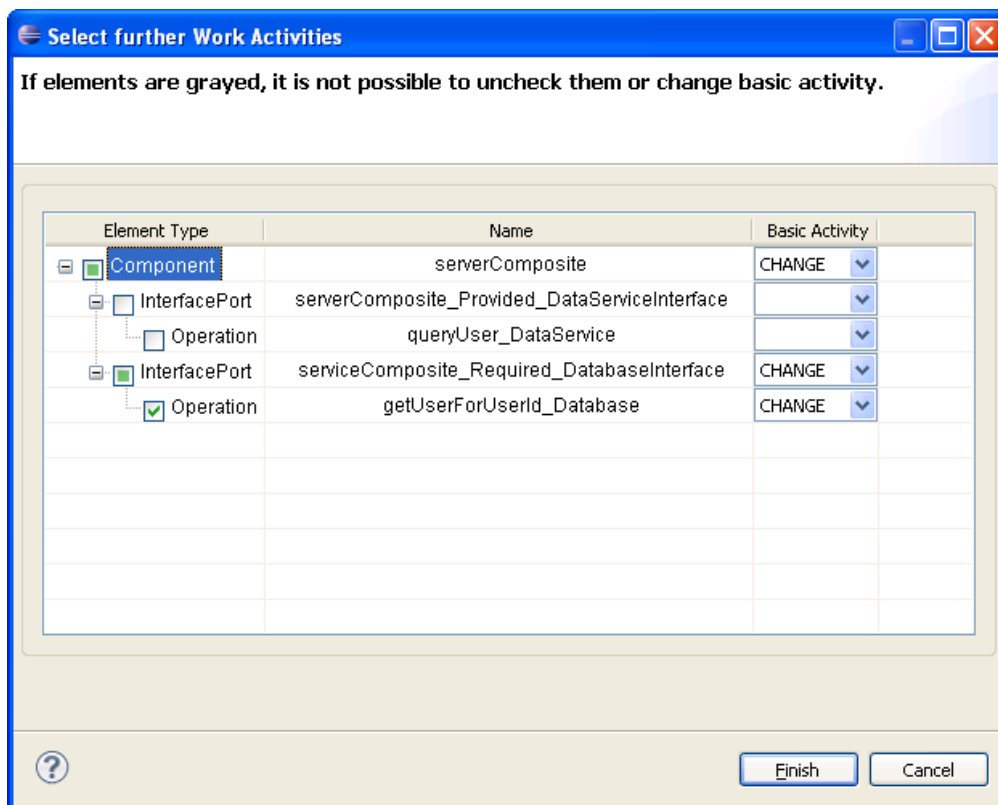 Select further Work Activities
If elements are grayed, it is not possible to uncheck them or change basic activity.
Element Type Name Basic Activity
Component serverComposite CHANGE
InterfacePort serverComposite_Provided_DataServiceInterface
Operation queryUser_DataService
InterfacePort serviceComposite_Required_DatabaseInterface CHANGE
Operation getUserForUserId_Database CHANGE
?
Finish Cancel